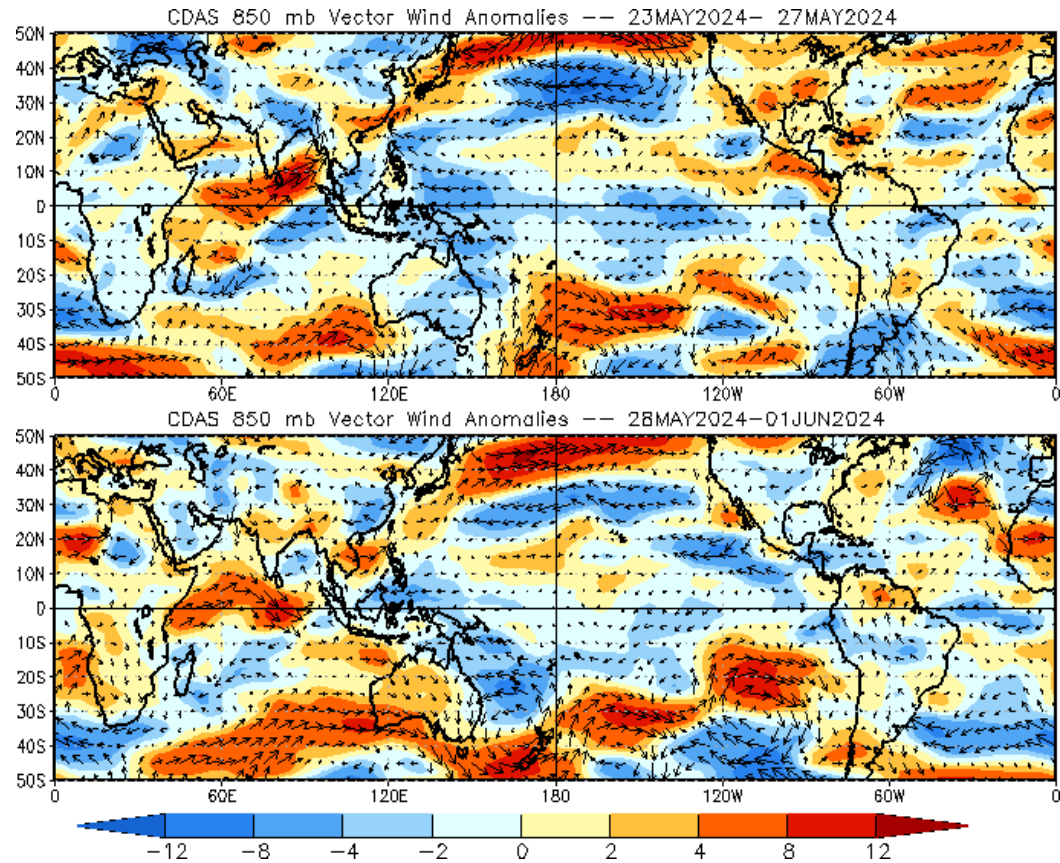 CDAS 850 mb Vector Wind Anomalies -- 23MAY2024- 27MAY2024
50N
40N
30N
20N
10N
0
10S
20S
30S
40S
50S
0 60E 120E 180 120W 60W 0
CDAS 850 mb Vector Wind Anomalies -- 28MAY2024-01JUN2024
50N
40N
30N
20N
10N
0
10S
20S
30S
40S
50S
0 60E 120E 180 120W 60W 0
-12 -8 -4 -2 0 2 4 8 12